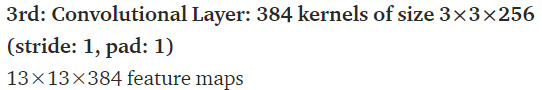 3rd: Convolutional Layer: 384 kernels of size 3×3×256
(stride: 1, pad: 1)
13×13×384 feature maps